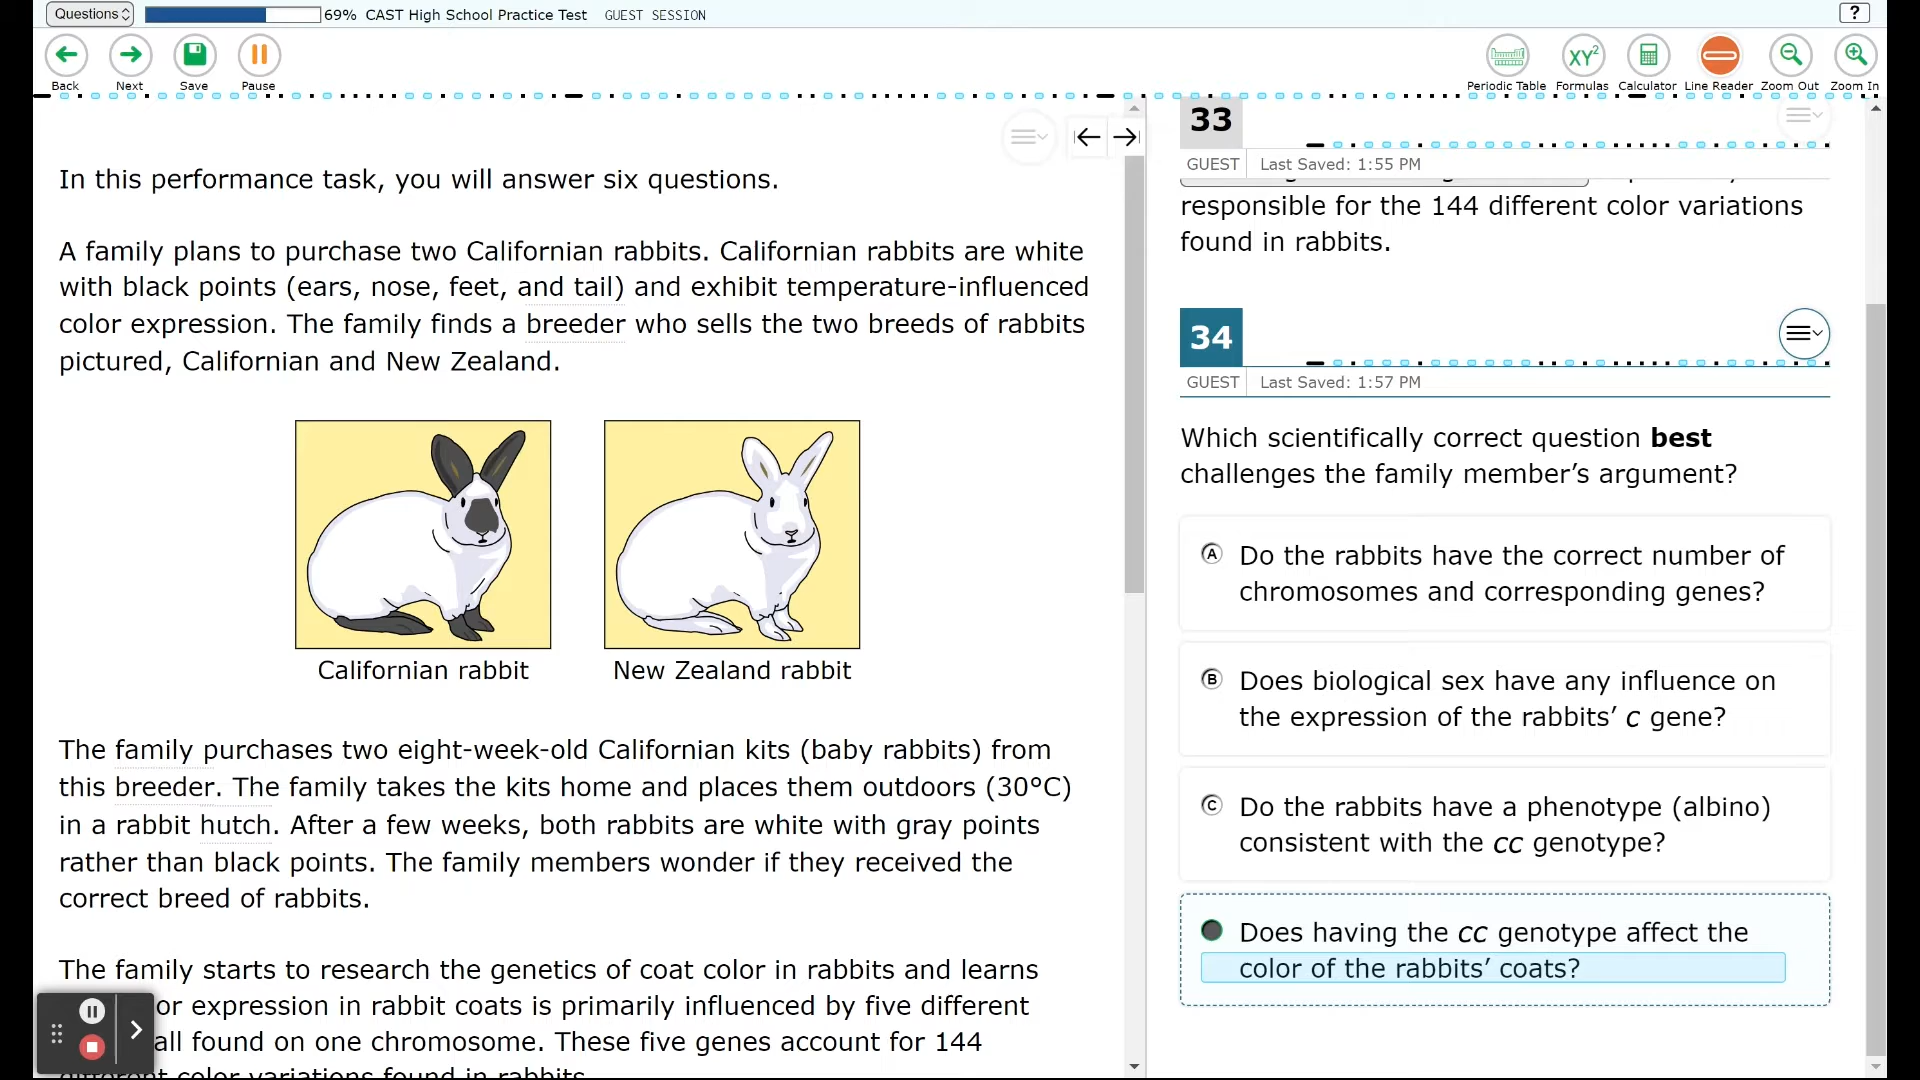 Questions
69% CAST High School Practice Test GUEST SESSION
?
Back
Next
Save
Pause
XY²
Periodic Table
Formulas
Calculator
Line Reader
Zoom Out
Zoom In
In this performance task, you will answer six questions.
A family plans to purchase two Californian rabbits. Californian rabbits are white
with black points (ears, nose, feet, and tail) and exhibit temperature-influenced
color expression. The family finds a breeder who sells the two breeds of rabbits
pictured, Californian and New Zealand.
Californian rabbit
New Zealand rabbit
The family purchases two eight-week-old Californian kits (baby rabbits) from
this breeder. The family takes the kits home and places them outdoors (30°C)
in a rabbit hutch. After a few weeks, both rabbits are white with gray points
rather than black points. The family members wonder if they received the
correct breed of rabbits.
The family starts to research the genetics of coat color in rabbits and learns
or expression in rabbit coats is primarily influenced by five different
all found on one chromosome. These five genes account for 144
different color variations found in rabbits
33
GUEST
Last Saved: 1:55 PM
responsible for the 144 different color variations
found in rabbits.
34
GUEST
Last Saved: 1:57 PM
Which scientifically correct question best
challenges the family member’s argument?
A Do the rabbits have the correct number of
chromosomes and corresponding genes?
B Does biological sex have any influence on
the expression of the rabbits’ c gene?
C Do the rabbits have a phenotype (albino)
consistent with the cc genotype?
Does having the cc genotype affect the
color of the rabbits’ coats?